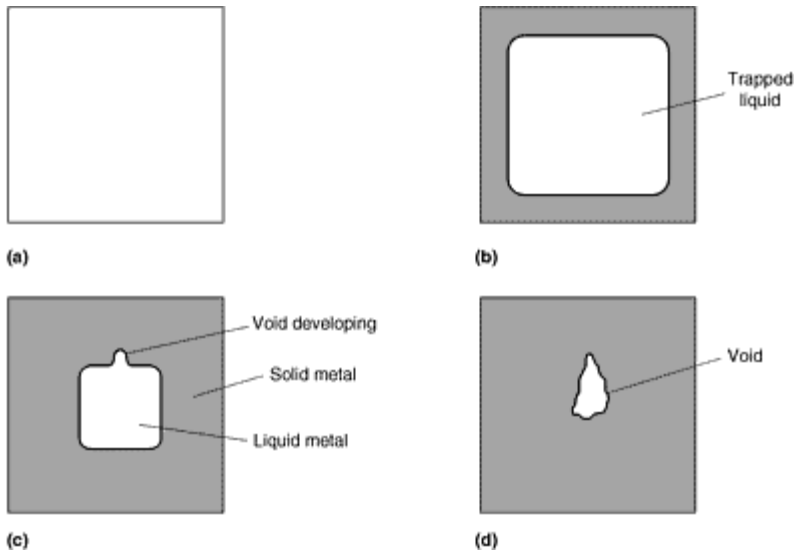 Trapped
liquid
(a)
(b)
Void developing
Solid metal
Liquid metal
Void
(c)
(d)